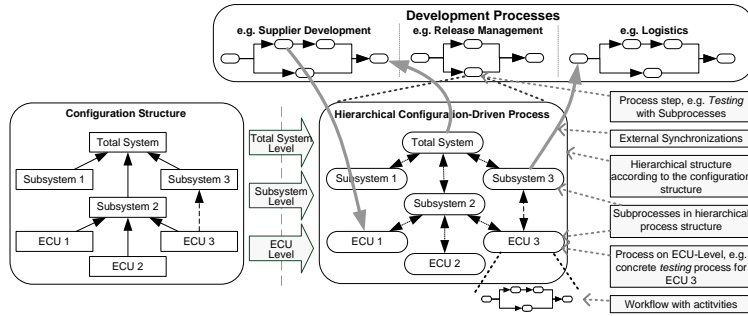 Development Processes
e.g. Supplier Development
e.g. Release Management
e.g. Logistics
Configuration Structure
Total System
Subsystem 1
Subsystem 3
Subsystem 2
ECU 1
ECU 3
ECU 2
Total System
Level
Subsystem
Level
ECU
Level
Hierarchical Configuration-Driven Process
Total System
Subsystem 1
Subsystem 3
Subsystem 2
ECU 1
ECU 3
ECU 2
Process step, e.g. Testing
with Subprocesses
External Synchronizations
Hierarchical structure
according to the configuration
structure
Subprocesses in hierarchical
process structure
Process on ECU-Level, e.g.
concrete testing process for
ECU 3
Workflow with actitvities